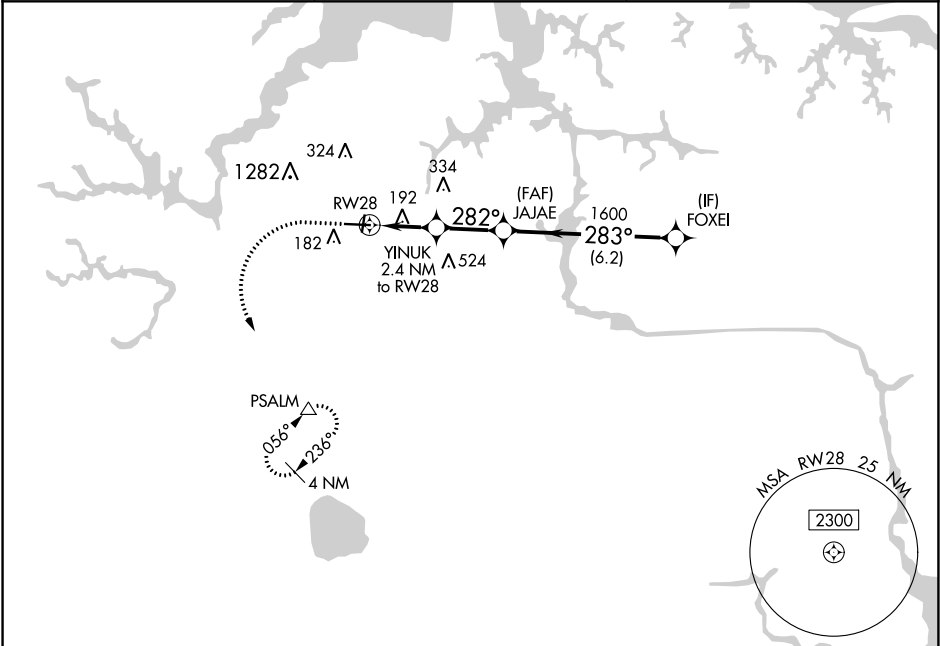 324
1282
334
(FAF)
JAJAE
(IF)
FOXEI
RW28
192
282°
1600
283°
(6.2)
182
YINUK
2.4 NM
to RW28
524
PSALM
056°
236°
4 NM
MSA RW28 25 NM
2300